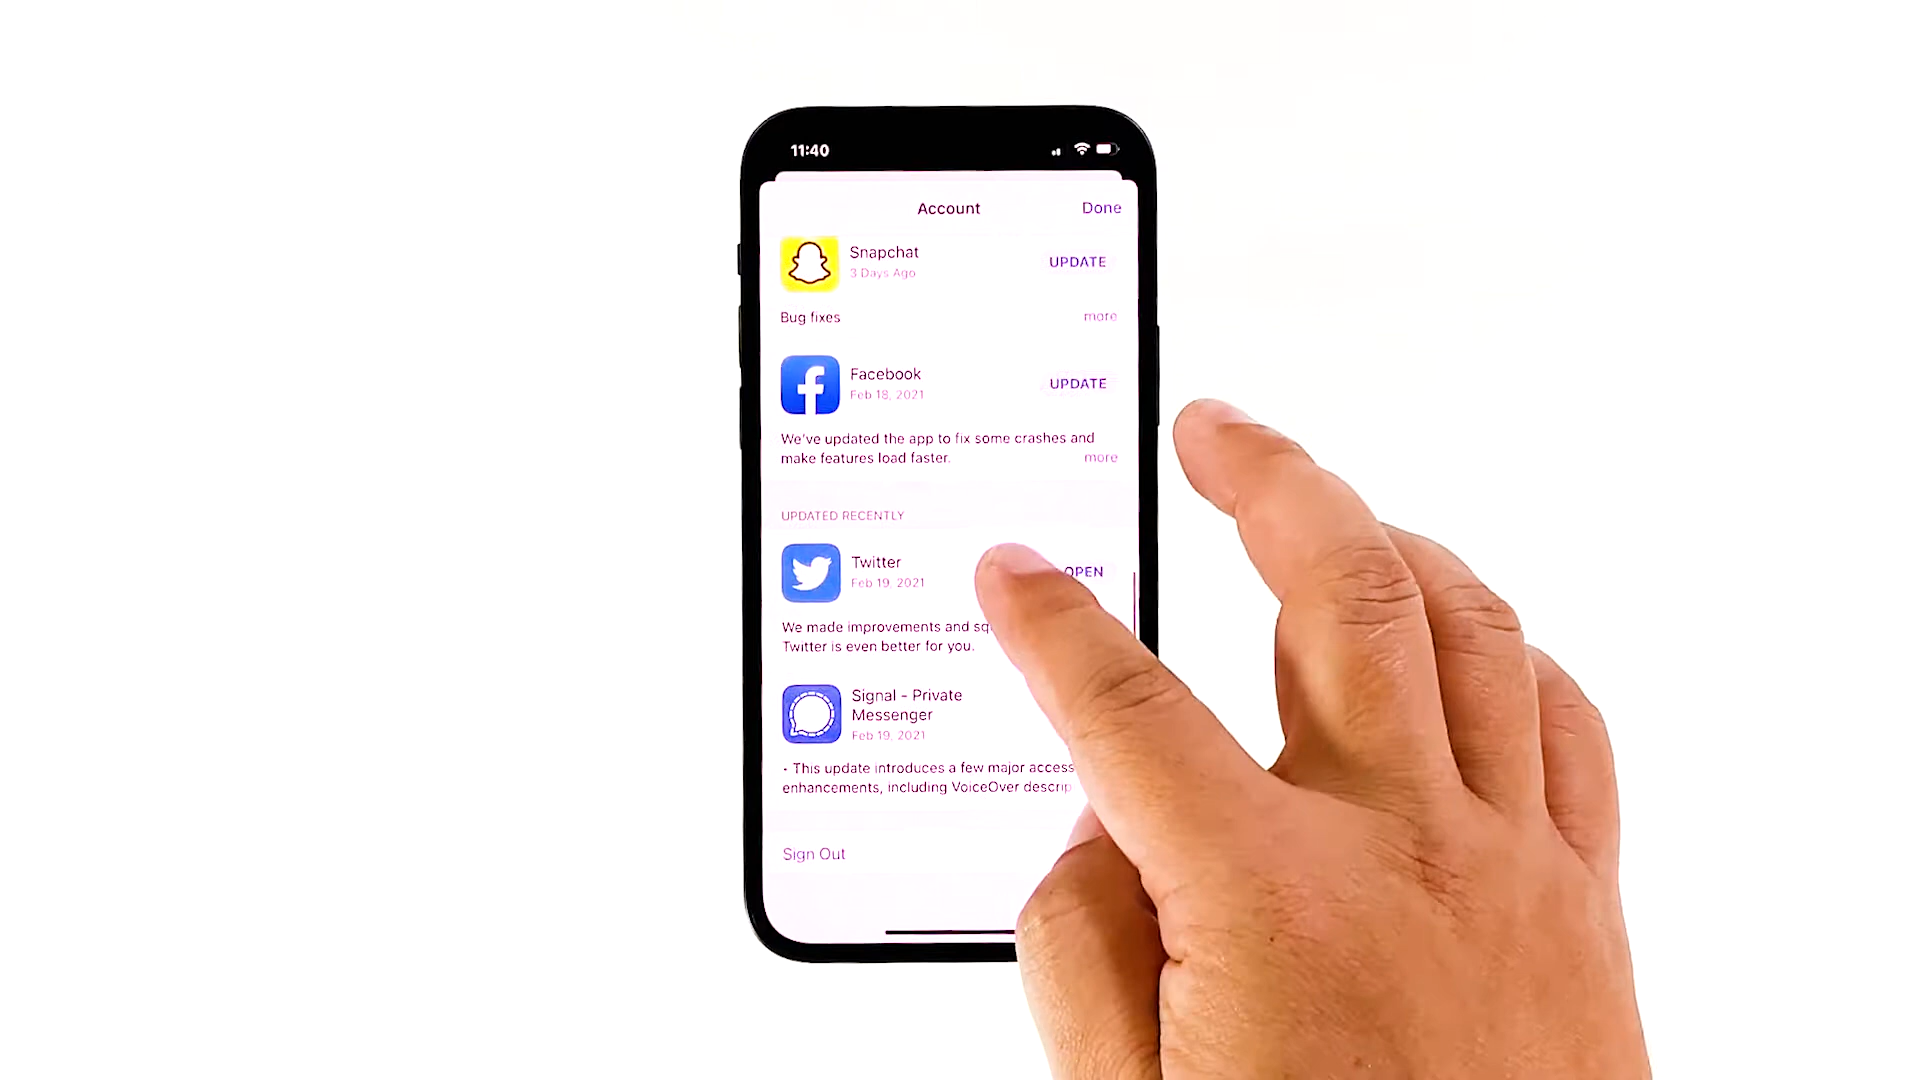 11:40
Account
Done
Snapchat
3 Days Ago
UPDATE
Bug fixes
more
Facebook
Feb 18, 2021
UPDATE
We've updated the app to fix some crashes and
make features load faster.
more
UPDATED RECENTLY
Twitter
Feb 19, 2021
OPEN
We made improvements and
Twitter is even better for you.
Signal - Private
Messenger
Feb 19, 2021
• This update introduces a few major
enhancements, including VoiceOver
Sign Out